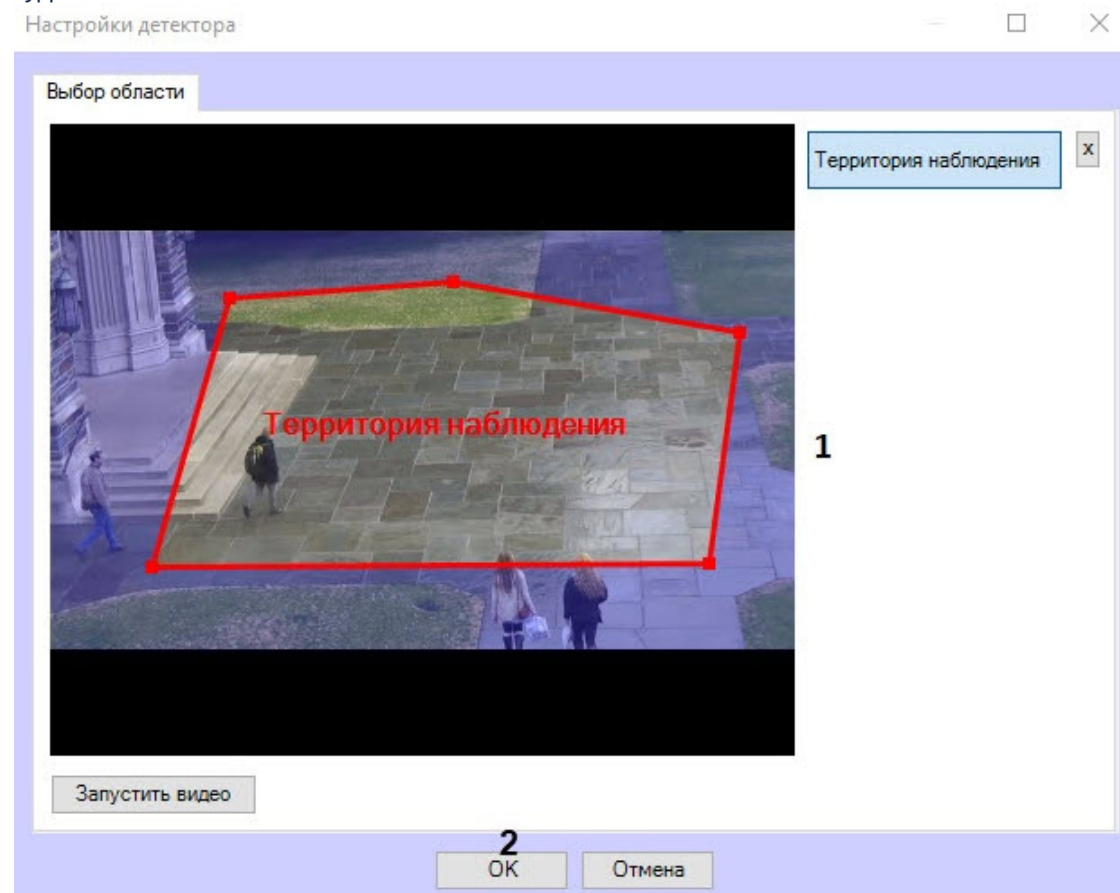 Настройки детектора
Выбор области
Территория наблюдения
x
Территория наблюдения
1
Запустить видео
2
OK
Отмена